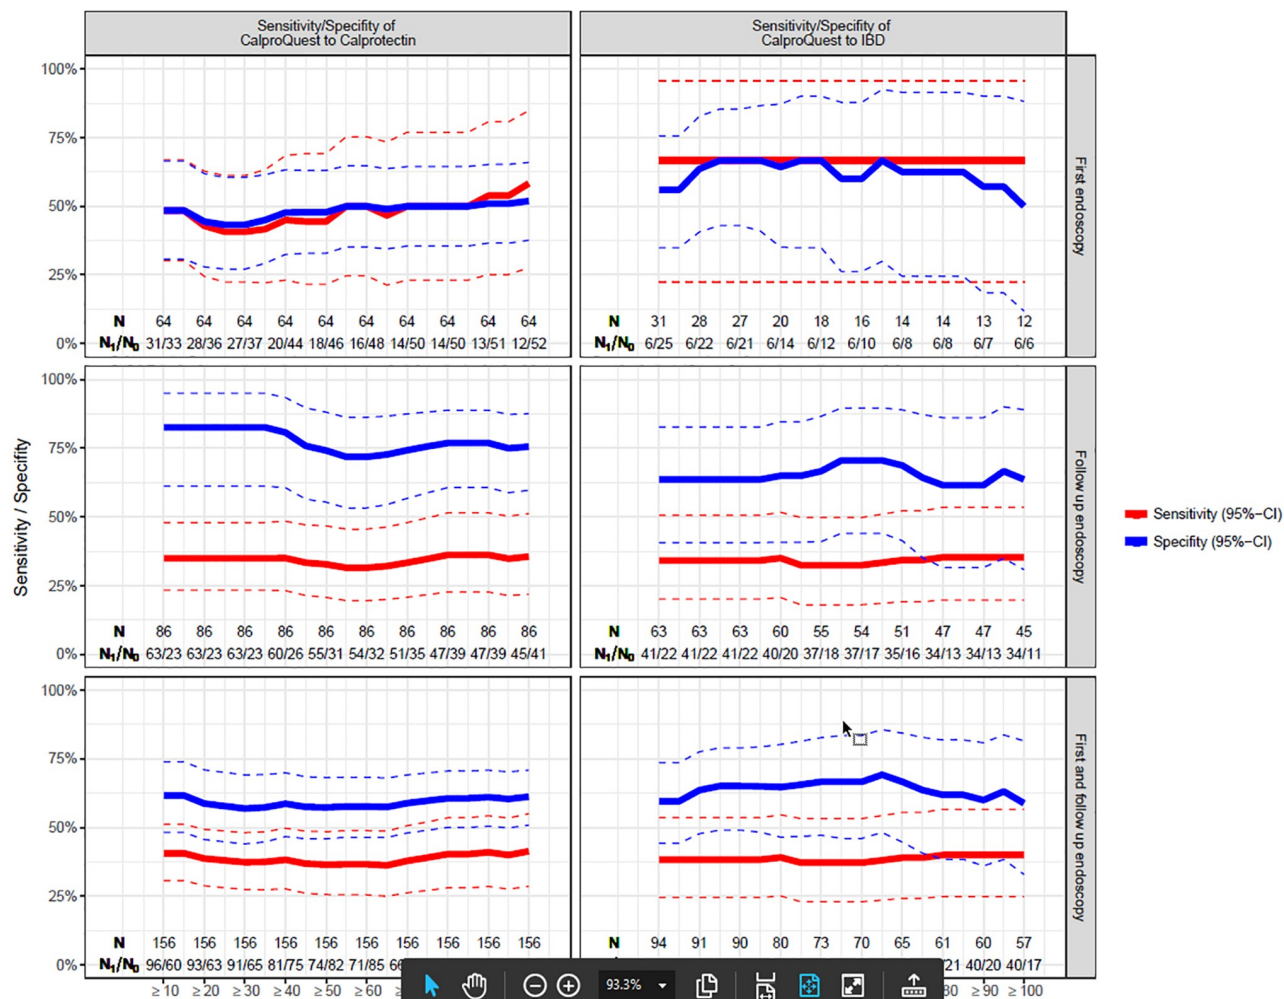 Sensitivity/Specifity of
CalproQuest to Calprotectin
Sensitivity/Specifity of
CalproQuest to IBD
100%
75%
50%
25%
0%
N 64 64 64 64 64 64 64 64 64 64
N₁/N₀ 31/33 28/36 27/37 20/44 18/46 16/48 14/50 14/50 13/51 12/52
N 31 28 27 20 18 16 14 14 13 12
N₁/N₀ 6/25 6/22 6/21 6/14 6/12 6/10 6/8 6/8 6/7 6/6
First endoscopy
100%
75%
50%
25%
0%
N 86 86 86 86 86 86 86 86 86 86
N₁/N₀ 63/23 63/23 63/23 60/26 55/31 54/32 51/35 47/39 47/39 45/41
N 63 63 63 60 55 54 51 47 47 45
N₁/N₀ 41/22 41/22 41/22 40/20 37/18 37/17 35/16 34/13 34/13 34/11
Follow up endoscopy
Sensitivity / Specifity
Sensitivity (95%-CI)
Specifity (95%-CI)
100%
75%
50%
25%
0%
N 156 156 156 156 156 156 156 156 156 156
N₁/N₀ 96/60 93/63 91/65 81/75 74/82 71/85
N 94 91 90 80 73 70 65 61 60 57
40/20 40/17
First and follow up endoscopy
≥10 ≥20 ≥30 ≥40 ≥50 ≥60
≥90 ≥100
93.3%